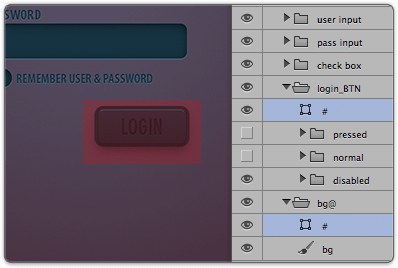 SWORD
REMEMBER USER & PASSWORD
LOGIN
user input
pass input
check box
login_BTN
#
pressed
normal
disabled
bg@
#
bg